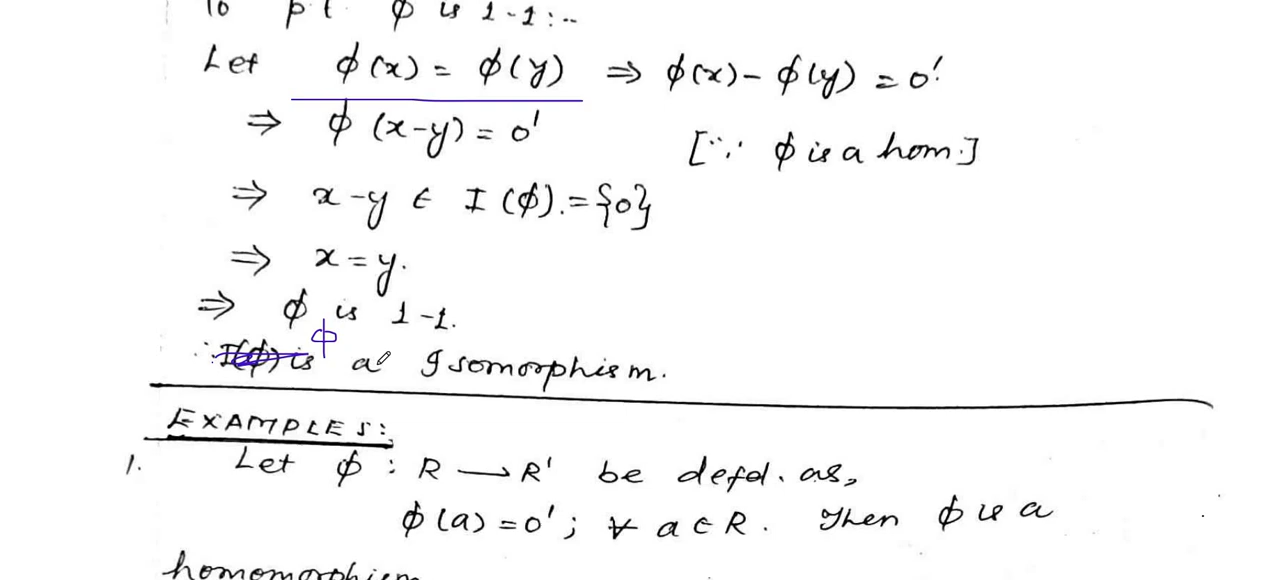 To p.t. ϕ is 1-1:--
Let ϕ(x) = ϕ(y) ⇒ ϕ(x) - ϕ(y) = 0'
⇒ ϕ(x-y) = 0' [∵ ϕ is a hom.]
⇒ x-y ∈ I(ϕ).={0}
⇒ x = y.
⇒ ϕ is 1-1.
∴ ϕ is a Isomorphism.
EXAMPLES:
1. Let ϕ : R ⟶ R' be defd. as,
ϕ(a) = 0' ; ∀ a ∈ R. Then ϕ is a
homomorphism